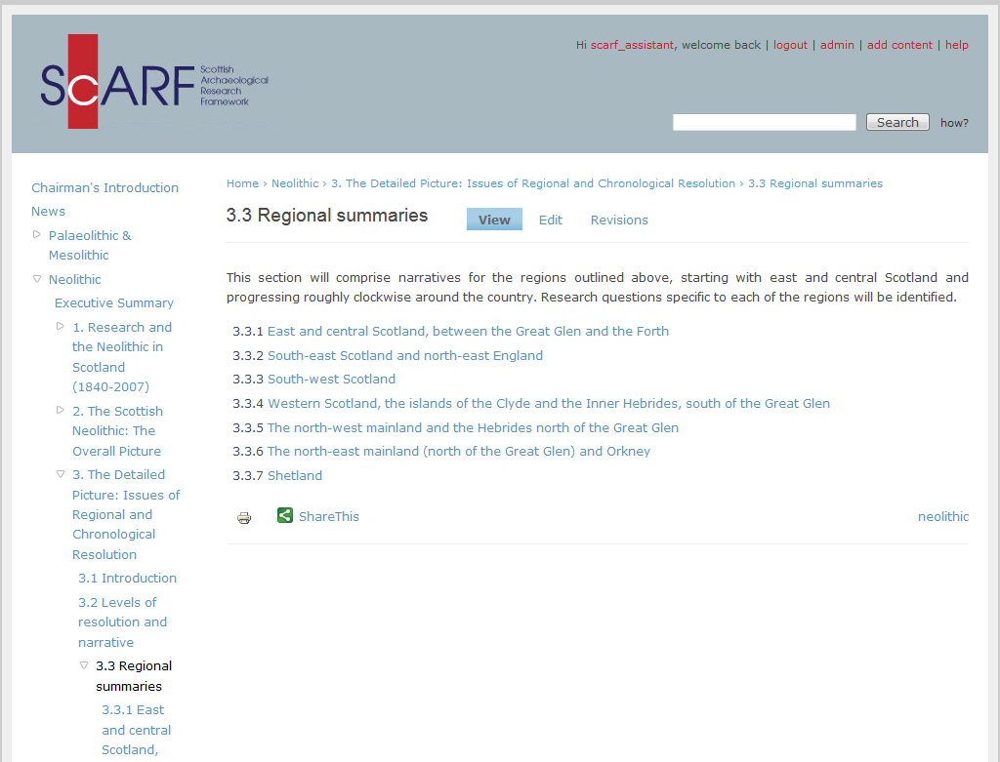 Hi scarf_assistant, welcome back | logout | admin | add content | help
ScARF
Scottish
Archaeological
Research
Framework
Search how?
Chairman's Introduction
News
Palaeolithic &
Mesolithic
Neolithic
Executive Summary
1. Research and
the Neolithic in
Scotland
(1840-2007)
2. The Scottish
Neolithic: The
Overall Picture
3. The Detailed
Picture: Issues of
Regional and
Chronological
Resolution
3.1 Introduction
3.2 Levels of
resolution and
narrative
3.3 Regional
summaries
3.3.1 East
and central
Scotland,
Home › Neolithic › 3. The Detailed Picture: Issues of Regional and Chronological Resolution › 3.3 Regional summaries
3.3 Regional summaries View Edit Revisions
This section will comprise narratives for the regions outlined above, starting with east and central Scotland and
progressing roughly clockwise around the country. Research questions specific to each of the regions will be identified.
3.3.1 East and central Scotland, between the Great Glen and the Forth
3.3.2 South-east Scotland and north-east England
3.3.3 South-west Scotland
3.3.4 Western Scotland, the islands of the Clyde and the Inner Hebrides, south of the Great Glen
3.3.5 The north-west mainland and the Hebrides north of the Great Glen
3.3.6 The north-east mainland (north of the Great Glen) and Orkney
3.3.7 Shetland
ShareThis neolithic